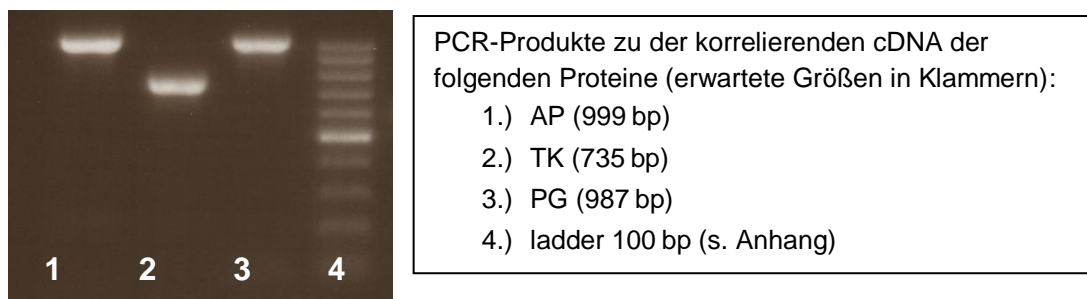 1 2 3 4
PCR-Produkte zu der korrelierenden cDNA der
folgenden Proteine (erwartete Größen in Klammern):
1.) AP (999 bp)
2.) TK (735 bp)
3.) PG (987 bp)
4.) ladder 100 bp (s. Anhang)